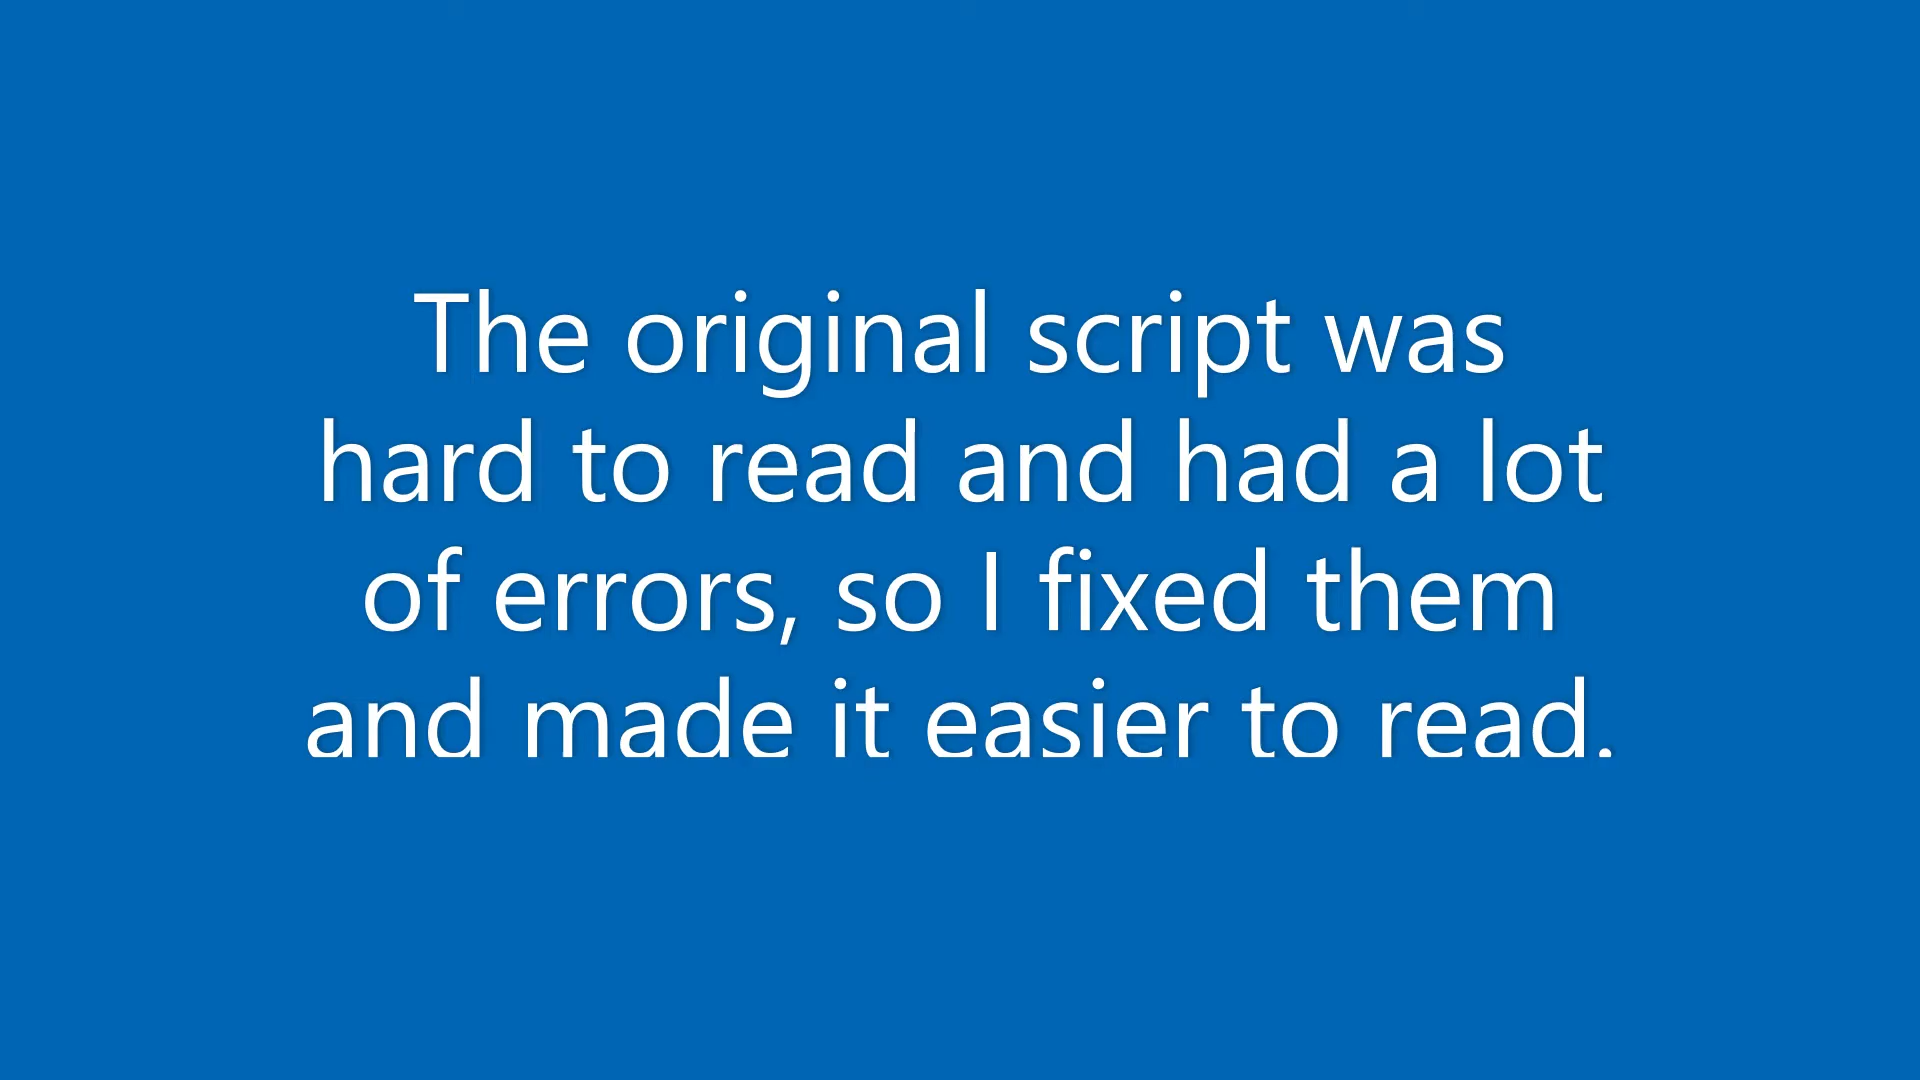 The original script was
hard to read and had a lot
of errors, so I fixed them
and made it easier to read.